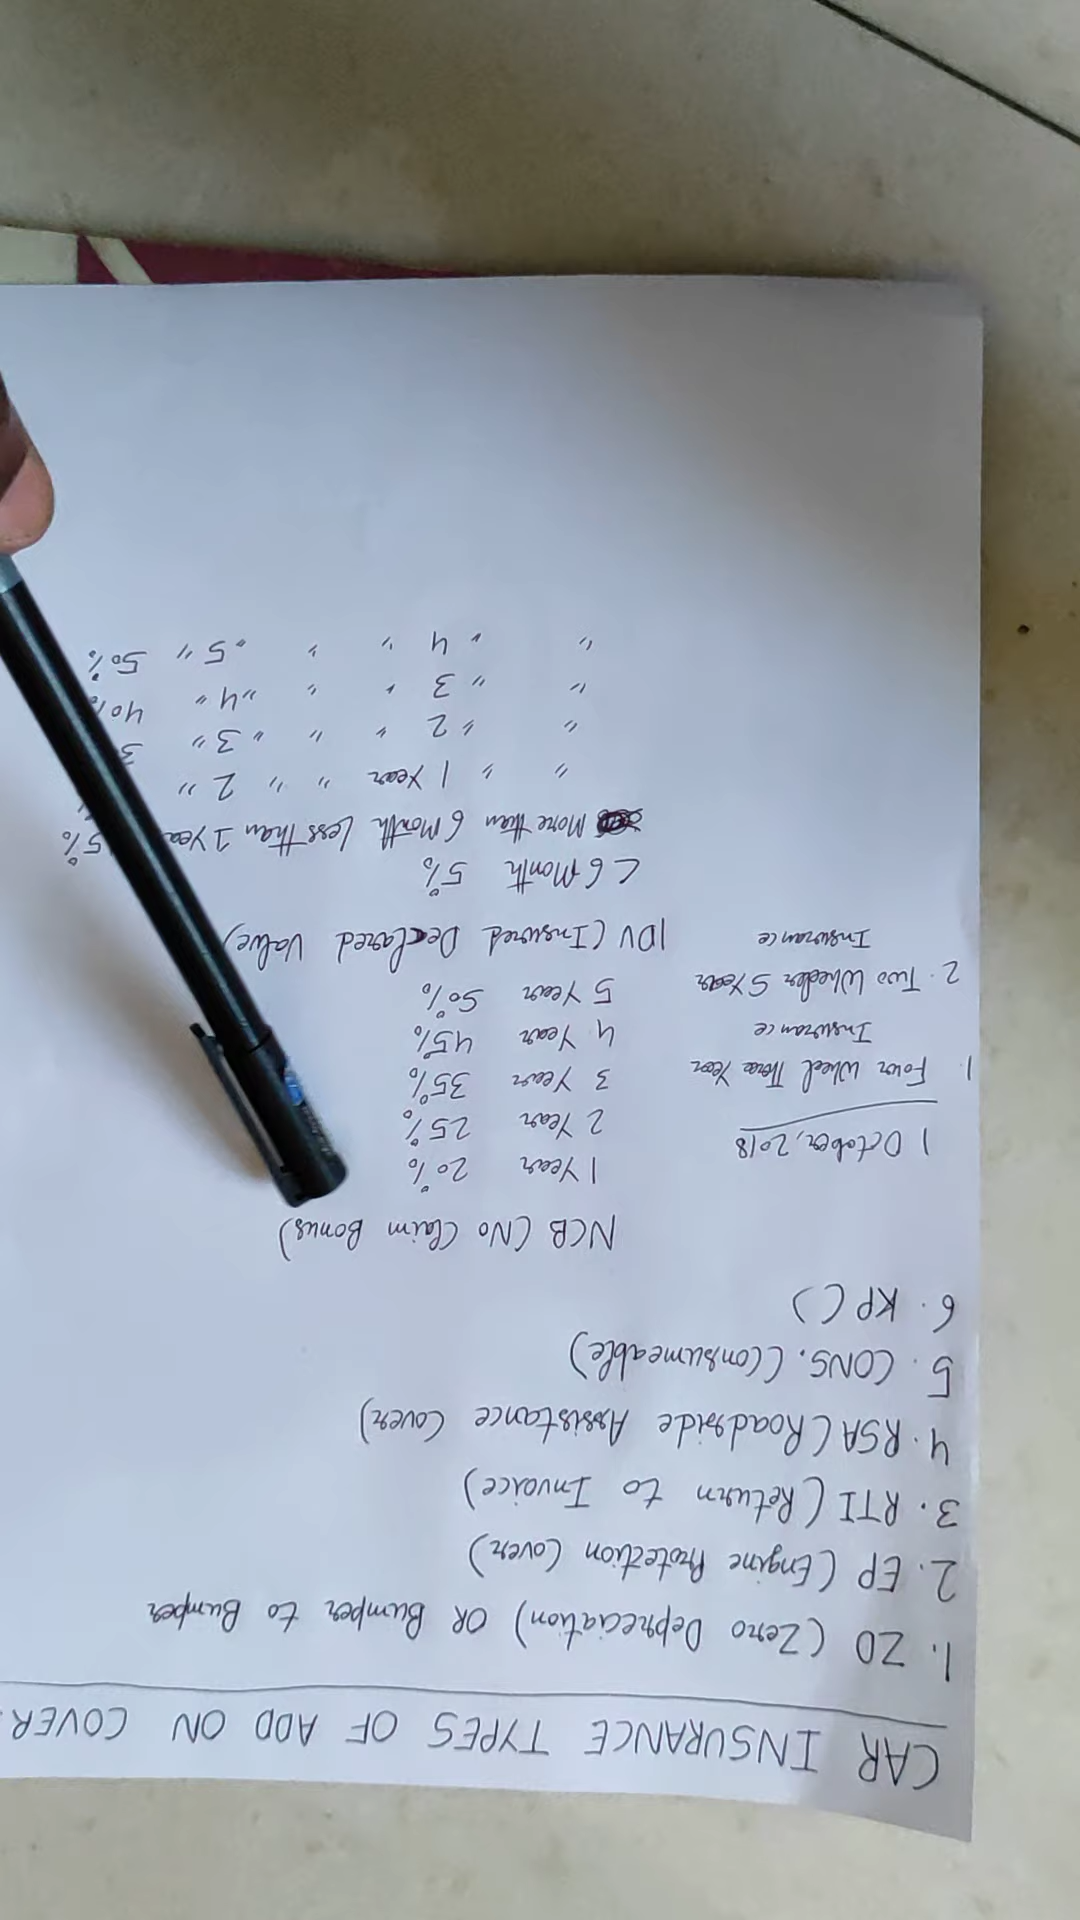 CAR INSURANCE TYPES OF ADD ON COVER
1. ZD (Zero Depreciation) OR Bumper to Bumper
2. EP (Engine Protection Cover)
3. RTI (Return to Invoice)
4. RSA (Roadside Assistance Cover)
5. CONS. (Consumeable)
6. KP ( )
NCB (No Claim Bonus)
1 Year 20%
2 Year 25%
3 Year 35%
4 Year 45%
5 Year 50%
1 October, 2018
1. Four Wheel Three Year
Insurance
2. Two Wheeler 5 Year
Insurance
IDV (Insured Declared Value)
< 6 Month 5%
More than 6 Month Less than 1 Year 5%
" " 1 Year " " 2 "
" " 2 " " " 3 " 3
" " 3 " " " 4 " 40%
" " 4 " " " 5 " 50%